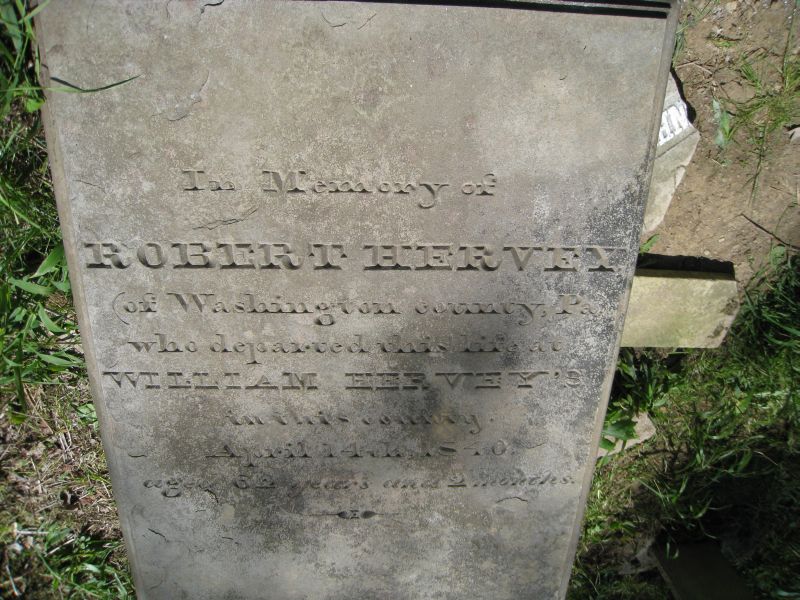 In Memory of
ROBERT HERVEY
(of Washington county, Pa
who departed this life at
WILLIAM HERVEY'S
in this county.
April 14th, 1840
aged 62 years and 2 months.